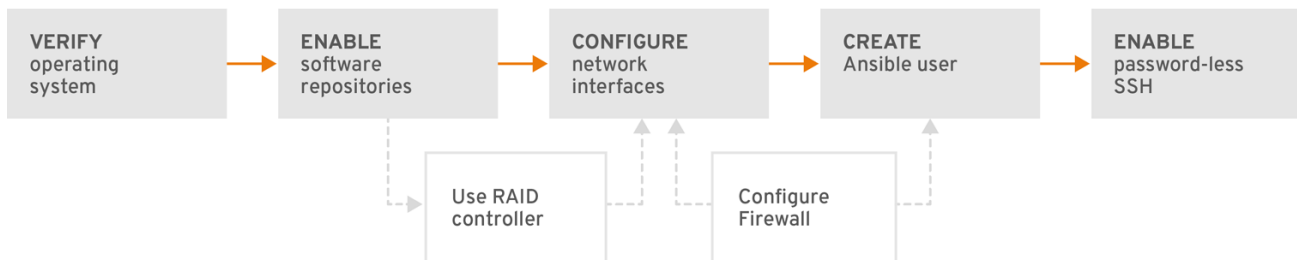 VERIFY
operating
system
ENABLE
software
repositories
CONFIGURE
network
interfaces
CREATE
Ansible user
ENABLE
password-less
SSH
Use RAID
controller
Configure
Firewall